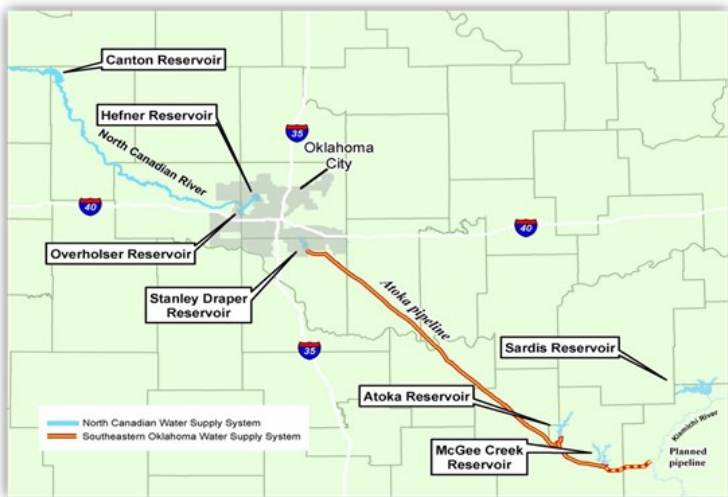 Canton Reservoir
Hefner Reservoir
35
Oklahoma
City
North Canadian River
40
40
Overholser Reservoir
Stanley Draper
Reservoir
Atoka pipeline
35
Sardis Reservoir
Atoka Reservoir
Kiamichi River
North Canadian Water Supply System
Southeastern Oklahoma Water Supply System
McGee Creek
Reservoir
Planned
pipeline